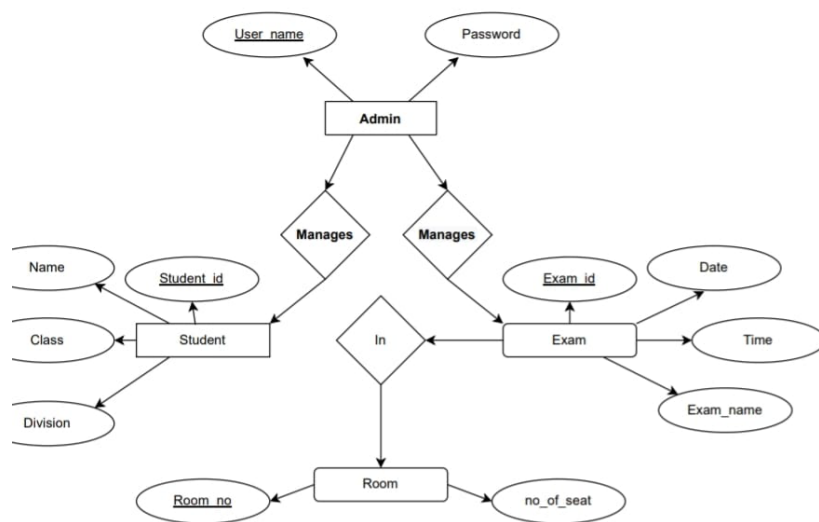 User_name
Password
Admin
Manages
Manages
Name
Student_id
Exam_id
Date
Class
Student
In
Exam
Time
Division
Exam_name
Room_no
Room
no_of_seat